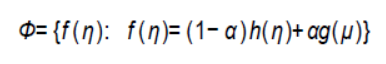 Φ= {f(η): f(η)= (1− α)h(η)+αg(μ)}